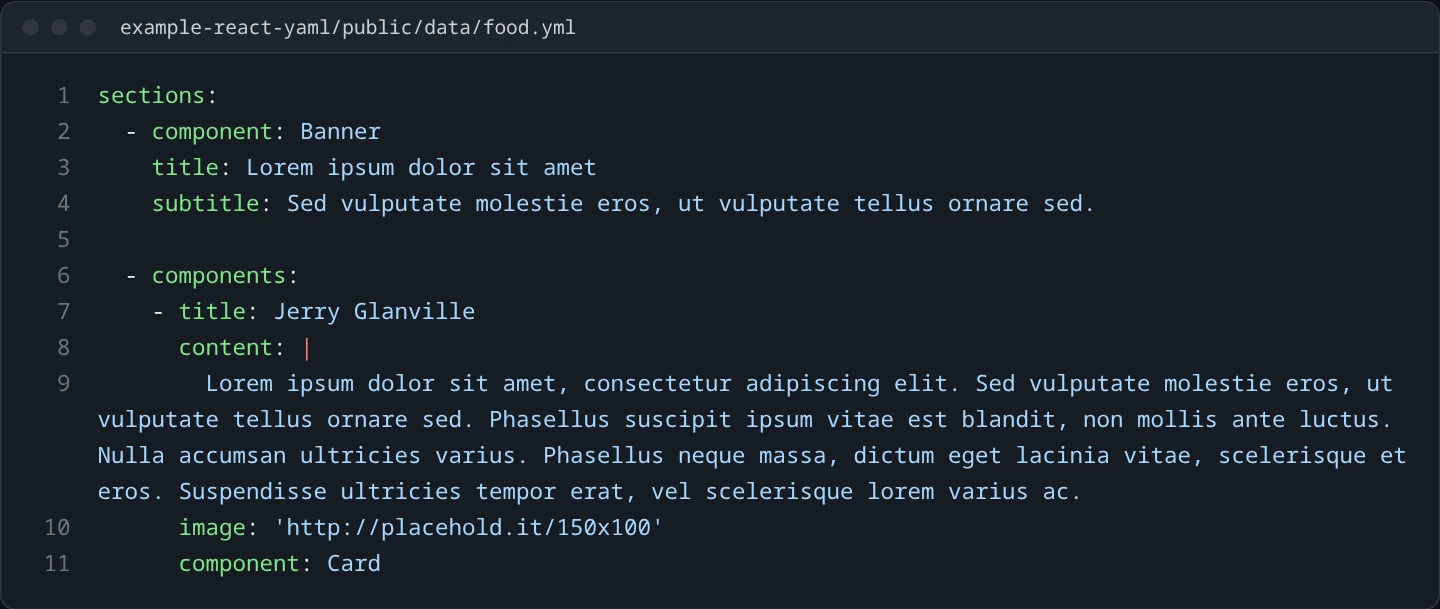 example-react-yaml/public/data/food.yml
1 sections:
2   - component: Banner
3     title: Lorem ipsum dolor sit amet
4     subtitle: Sed vulputate molestie eros, ut vulputate tellus ornare sed.
5
6   - components:
7     - title: Jerry Glanville
8       content: |
9         Lorem ipsum dolor sit amet, consectetur adipiscing elit. Sed vulputate molestie eros, ut
vulputate tellus ornare sed. Phasellus suscipit ipsum vitae est blandit, non mollis ante luctus.
Nulla accumsan ultricies varius. Phasellus neque massa, dictum eget lacinia vitae, scelerisque et
eros. Suspendisse ultricies tempor erat, vel scelerisque lorem varius ac.
10       image: 'http://placehold.it/150x100'
11       component: Card